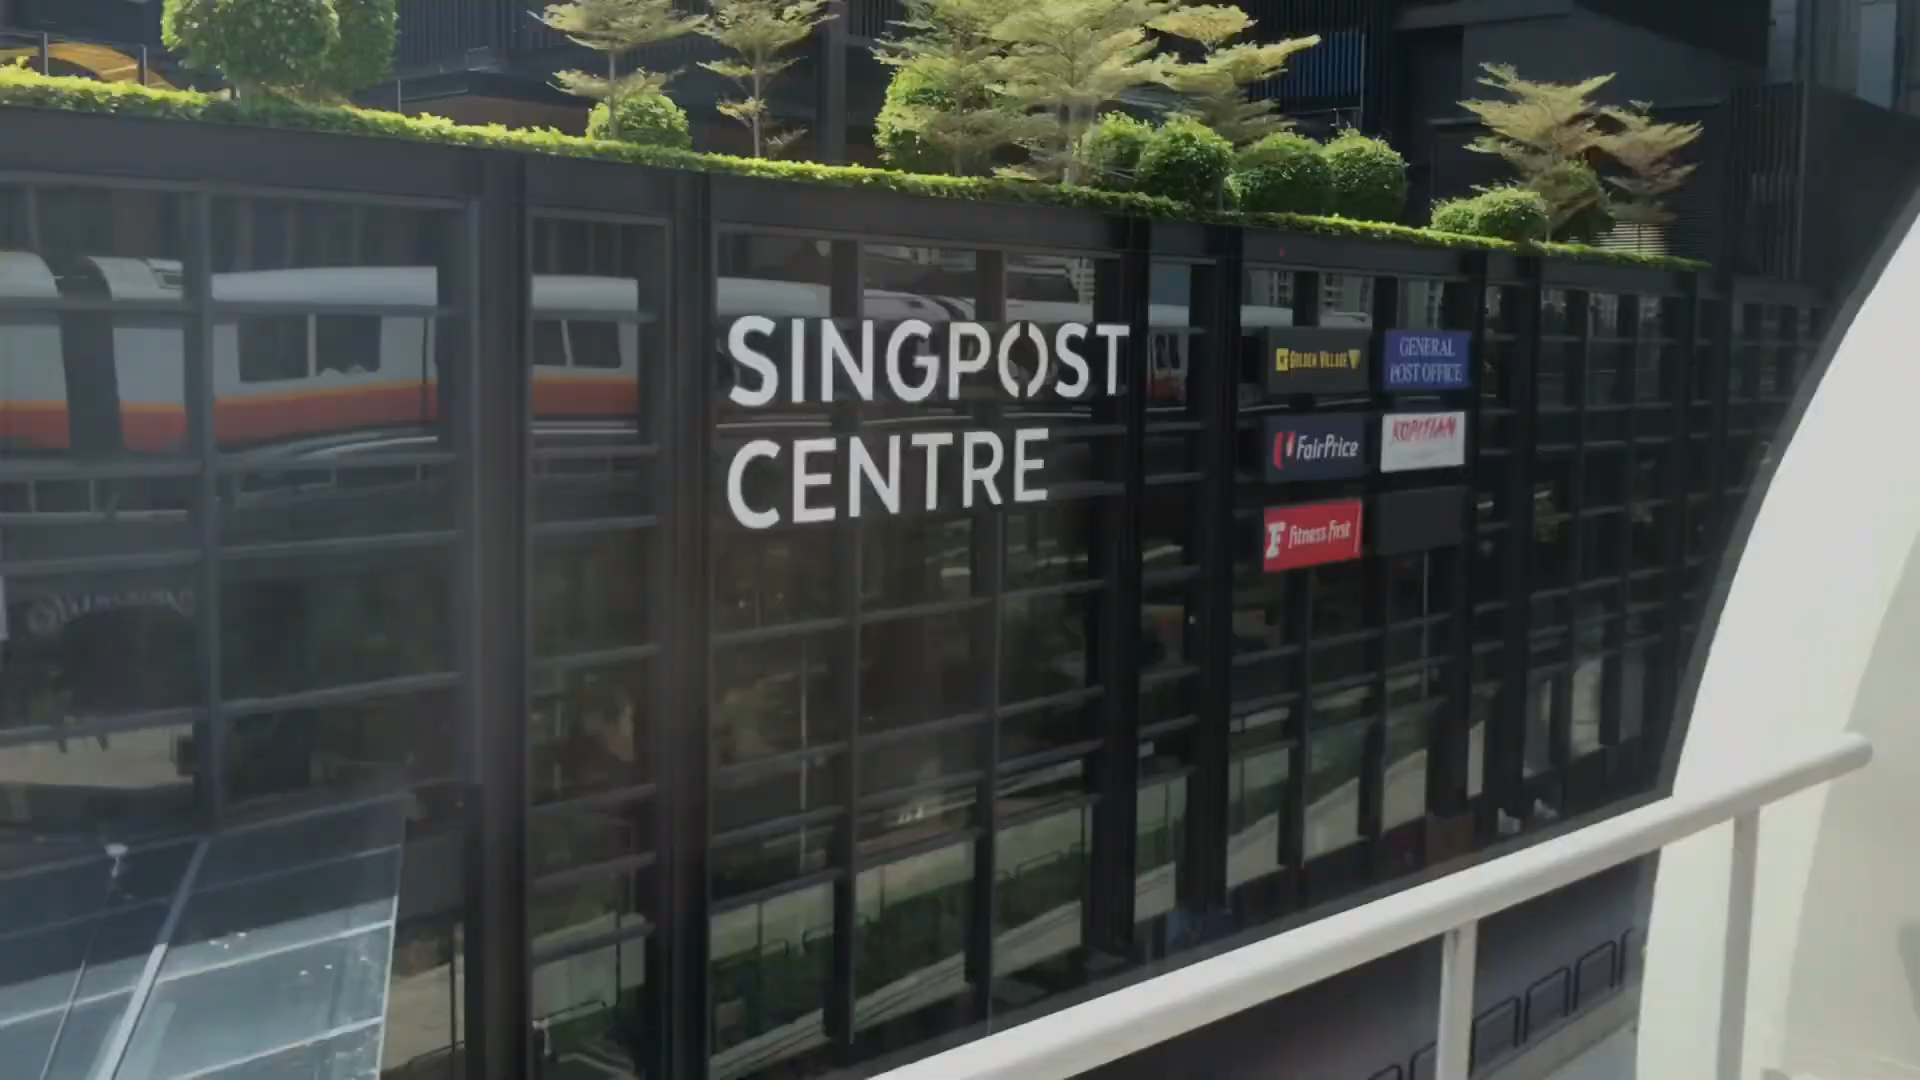 SINGPOST
CENTRE
GOLDEN VILLAGE
GENERAL
POST OFFICE
FairPrice
KOPITIAM
fitness first